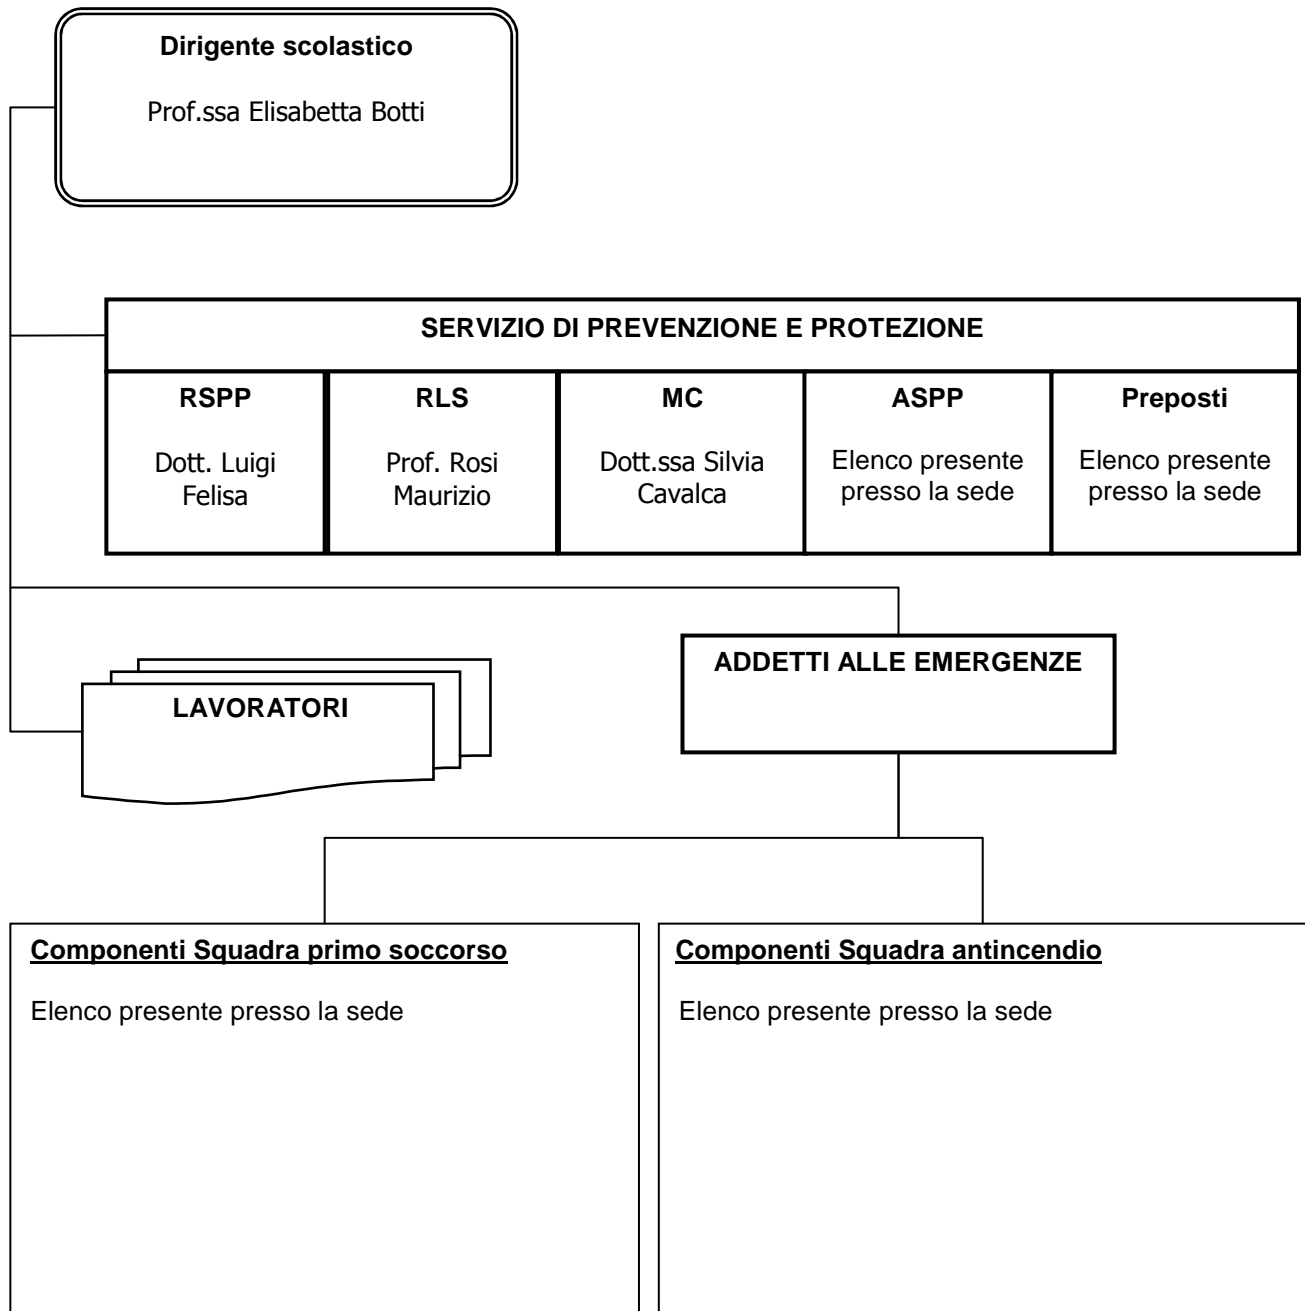 Dirigente scolastico
Prof.ssa Elisabetta Botti
SERVIZIO DI PREVENZIONE E PROTEZIONE
RSPP
Dott. Luigi
Felisa
RLS
Prof. Rosi
Maurizio
MC
Dott.ssa Silvia
Cavalca
ASPP
Elenco presente
presso la sede
Preposti
Elenco presente
presso la sede
LAVORATORI
ADDETTI ALLE EMERGENZE
Componenti Squadra primo soccorso
Elenco presente presso la sede
Componenti Squadra antincendio
Elenco presente presso la sede